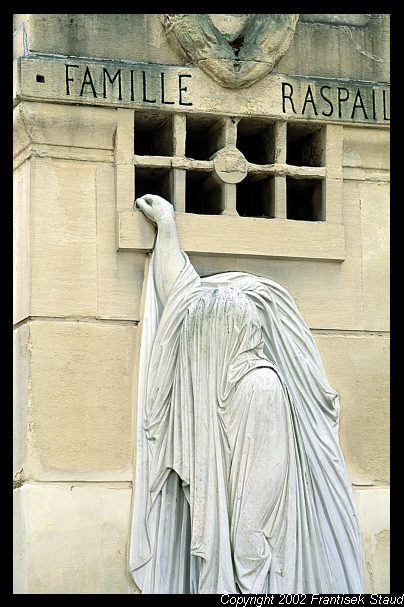 · FAMILLE RASPAIL
Copyright 2002 Frantisek Staud